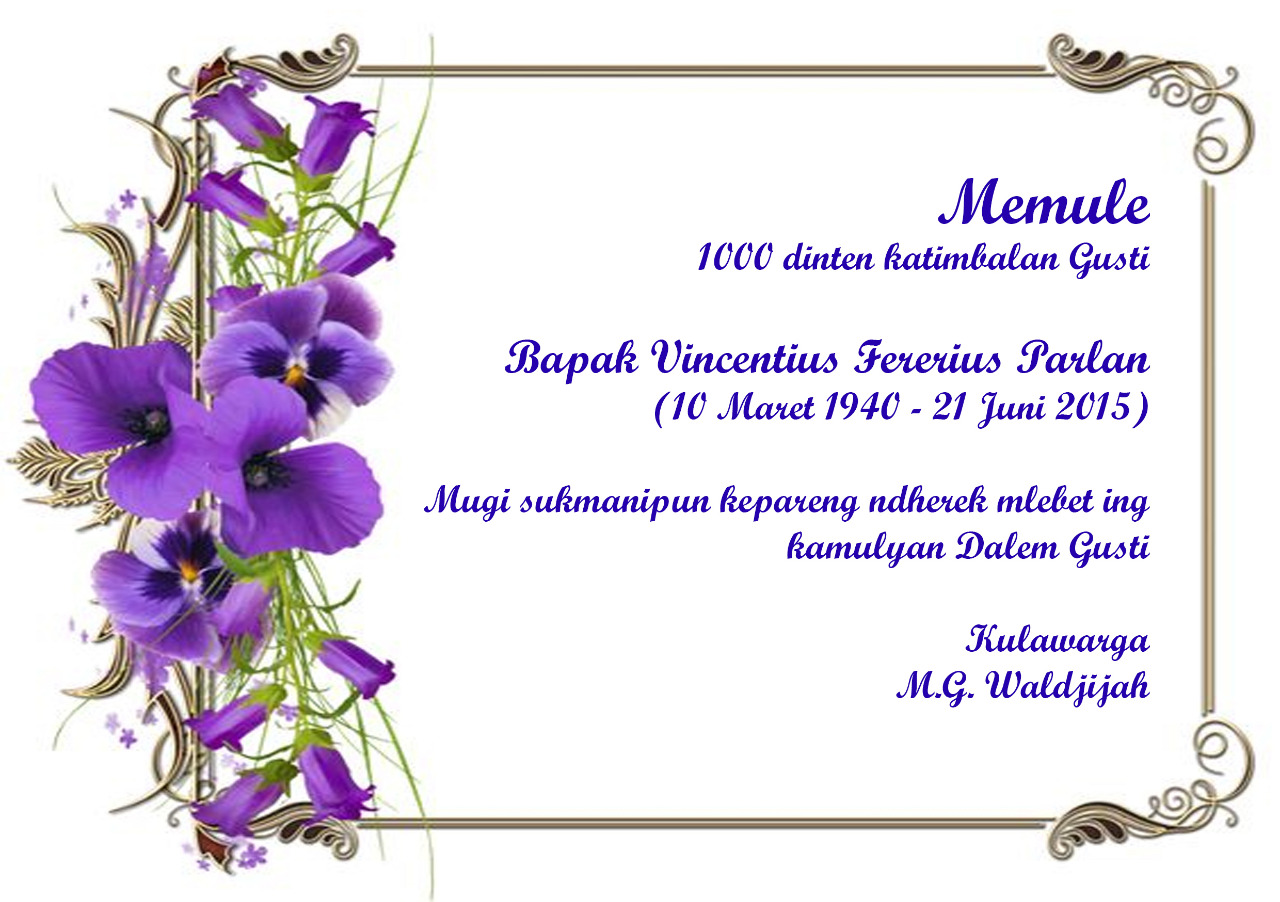 Memule
1000 dinten katimbalan Gusti
Bapak Vincentius Fererius Parlan
(10 Maret 1940 - 21 Juni 2015)
Mugi sukmanipun kepareng ndherek mlebet ing
kamulyan Dalem Gusti
Kulawarga
M.G. Waldjijah